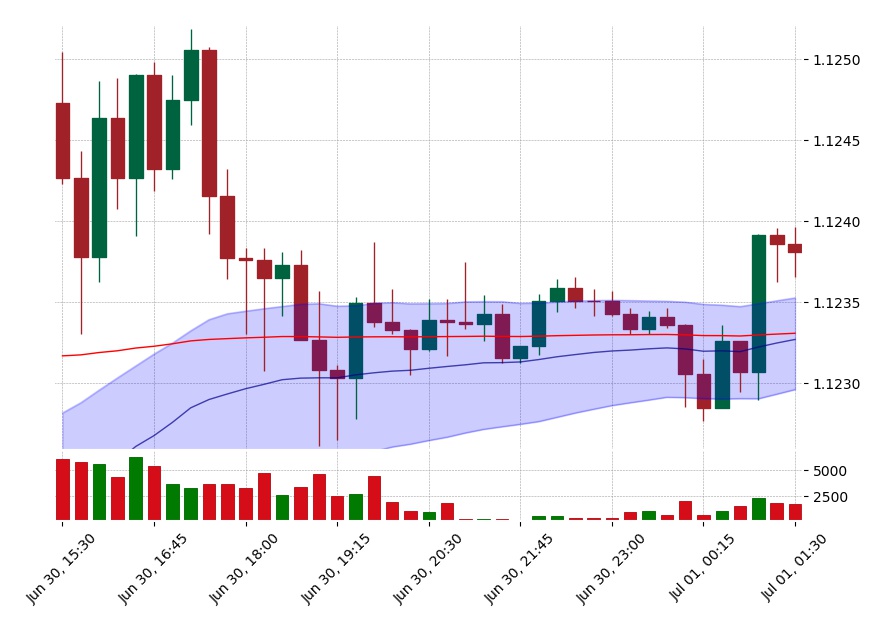 1.1250
1.1245
1.1240
1.1235
1.1230
5000
2500
Jun 30, 15:30
Jun 30, 16:45
Jun 30, 18:00
Jun 30, 19:15
Jun 30, 20:30
Jun 30, 21:45
Jun 30, 23:00
Jul 01, 00:15
Jul 01, 01:30